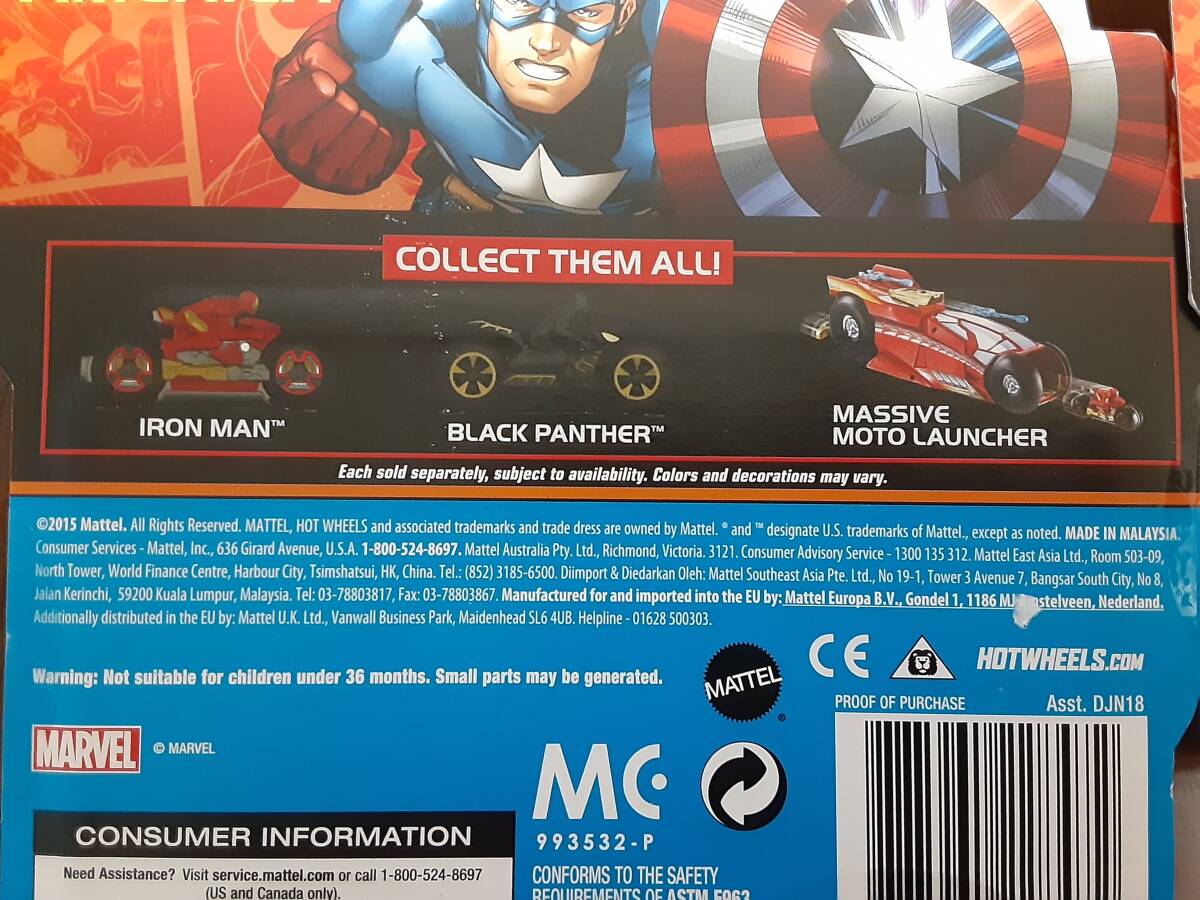 AMERICA
COLLECT THEM ALL!
IRON MAN™
BLACK PANTHER™
MASSIVE
MOTO LAUNCHER
Each sold separately, subject to availability. Colors and decorations may vary.
©2015 Mattel. All Rights Reserved. MATTEL, HOT WHEELS and associated trademarks and trade dress are owned by Mattel. ® and ™ designate U.S. trademarks of Mattel., except as noted. MADE IN MALAYSIA.
Consumer Services - Mattel, Inc., 636 Girard Avenue, U.S.A. 1-800-524-8697. Mattel Australia Pty. Ltd., Richmond, Victoria. 3121. Consumer Advisory Service - 1300 135 312. Mattel East Asia Ltd., Room 503-09,
North Tower, World Finance Centre, Harbour City, Tsimshatsui, HK, China. Tel.: (852) 3185-6500. Diimport & Diedarkan Oleh: Mattel Southeast Asia Pte. Ltd., No 19-1, Tower 3 Avenue 7, Bangsar South City, No 8,
Jalan Kerinchi, 59200 Kuala Lumpur, Malaysia. Tel: 03-78803817, Fax: 03-78803867. Manufactured for and imported into the EU by: Mattel Europa B.V., Gondel 1, 1186 MJ Amstelveen, Nederland.
Additionally distributed in the EU by: Mattel U.K. Ltd., Vanwall Business Park, Maidenhead SL6 4UB. Helpline - 01628 500303.
Warning: Not suitable for children under 36 months. Small parts may be generated.
MATTEL®
CE
HOTWHEELS.COM
PROOF OF PURCHASE Asst. DJN18
MARVEL © MARVEL
MC
993532-P
CONSUMER INFORMATION
Need Assistance? Visit service.mattel.com or call 1-800-524-8697
(US and Canada only).
CONFORMS TO THE SAFETY
REQUIREMENTS OF ASTM F963